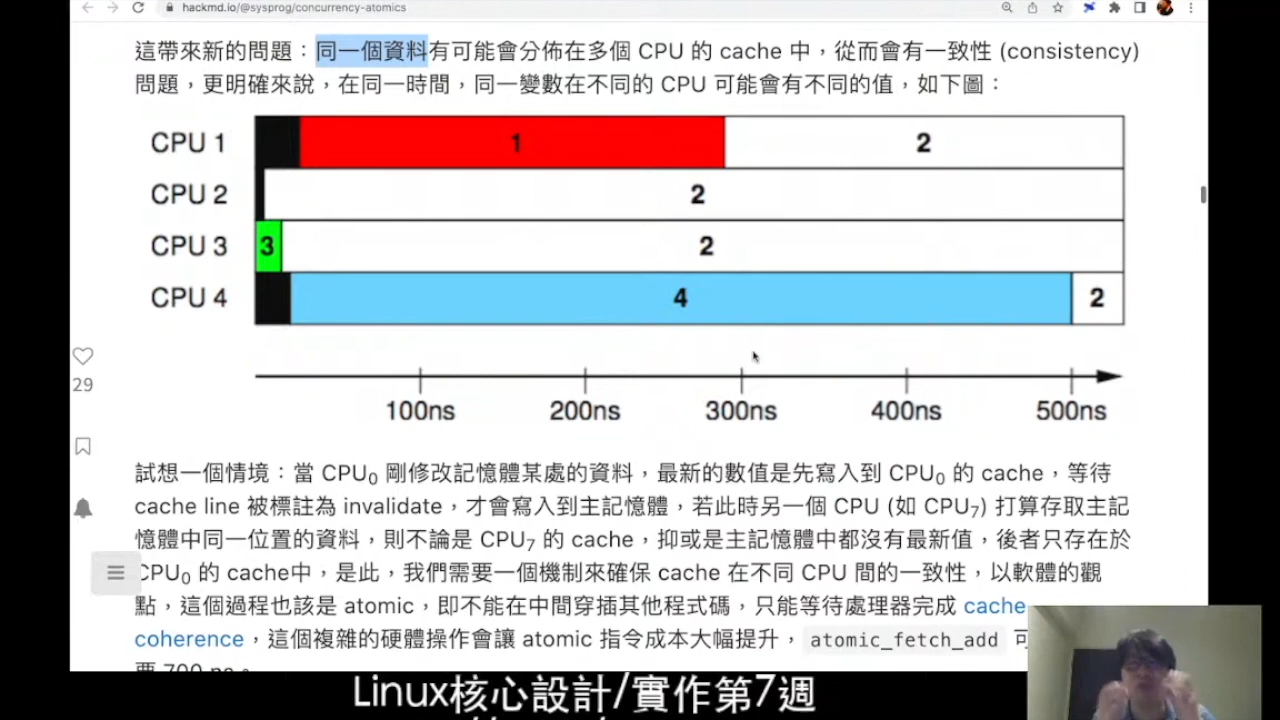 hackmd.io/@sysprog/concurrency-atomics
這帶來新的問題：同一個資料有可能會分佈在多個 CPU 的 cache 中，從而會有一致性 (consistency)
問題，更明確來說，在同一時間，同一變數在不同的 CPU 可能會有不同的值，如下圖：
CPU 1 1 2
CPU 2 2
CPU 3 3 2
CPU 4 4 2
29
100ns 200ns 300ns 400ns 500ns
試想一個情境：當 CPU₀ 剛修改記憶體某處的資料，最新的數值是先寫入到 CPU₀ 的 cache，等待
cache line 被標註為 invalidate，才會寫入到主記憶體，若此時另一個 CPU (如 CPU₇) 打算存取主記
憶體中同一位置的資料，則不論是 CPU₇ 的 cache，抑或是主記憶體中都沒有最新值，後者只存在於
CPU₀ 的 cache中，是此，我們需要一個機制來確保 cache 在不同 CPU 間的一致性，以軟體的觀
點，這個過程也該是 atomic，即不能在中間穿插其他程式碼，只能等待處理器完成 cache
coherence，這個複雜的硬體操作會讓 atomic 指令成本大幅提升， atomic_fetch_add 可
要 700 ns。
Linux核心設計/實作第7週